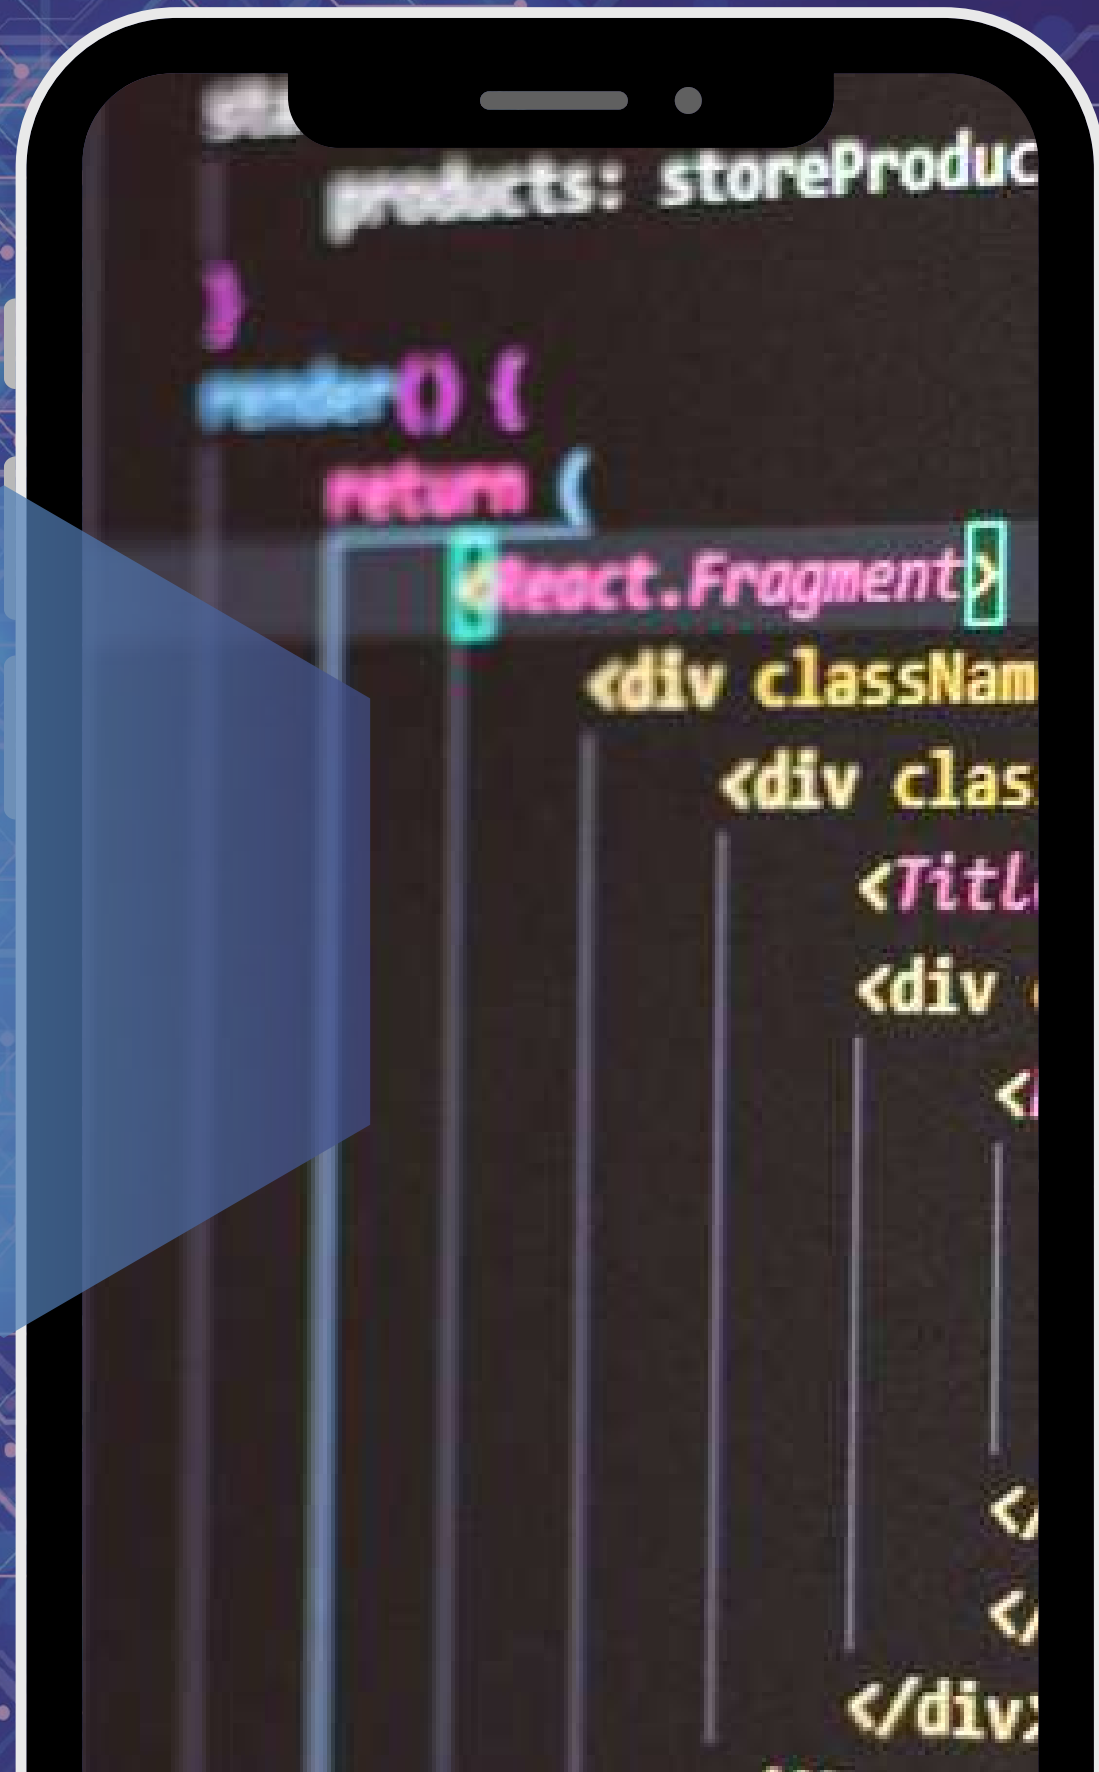 products: storeProduc
}
render() {
return (
<React.Fragment>
<div classNam
<div clas
<Titl
<div
<
</
</
</div>